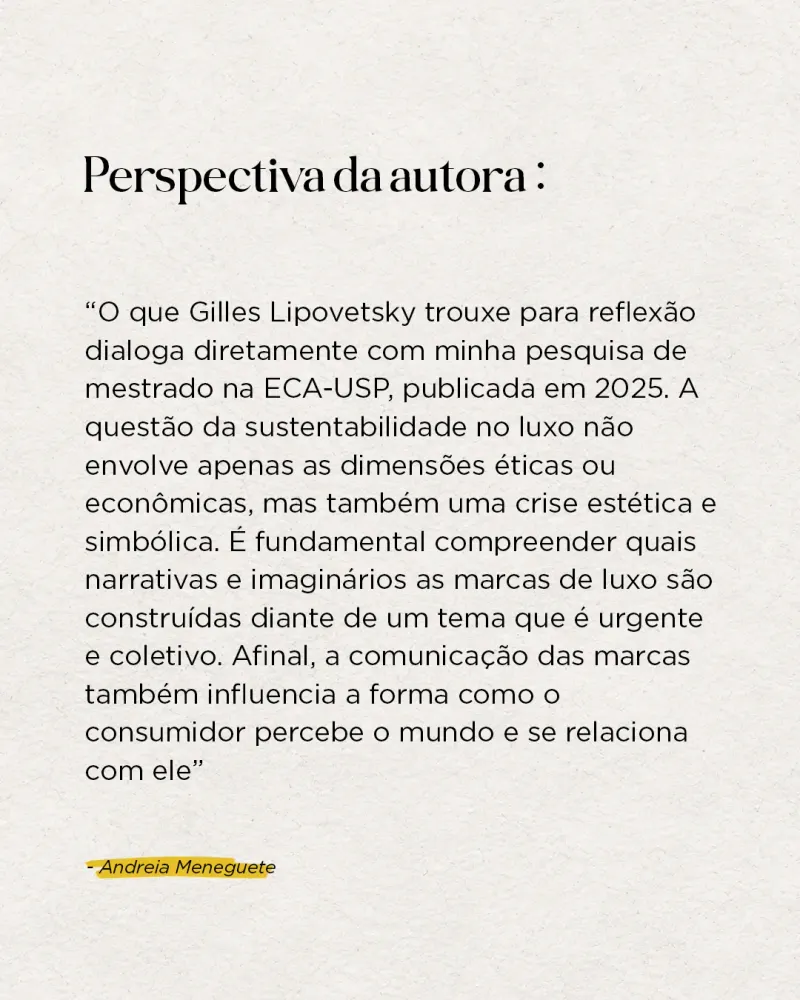 Perspectiva da autora :
“O que Gilles Lipovetsky trouxe para reflexão
dialoga diretamente com minha pesquisa de
mestrado na ECA-USP, publicada em 2025. A
questão da sustentabilidade no luxo não
envolve apenas as dimensões éticas ou
econômicas, mas também uma crise estética e
simbólica. É fundamental compreender quais
narrativas e imaginários as marcas de luxo são
construídas diante de um tema que é urgente
e coletivo. Afinal, a comunicação das marcas
também influencia a forma como o
consumidor percebe o mundo e se relaciona
com ele”
- Andreia Meneguete